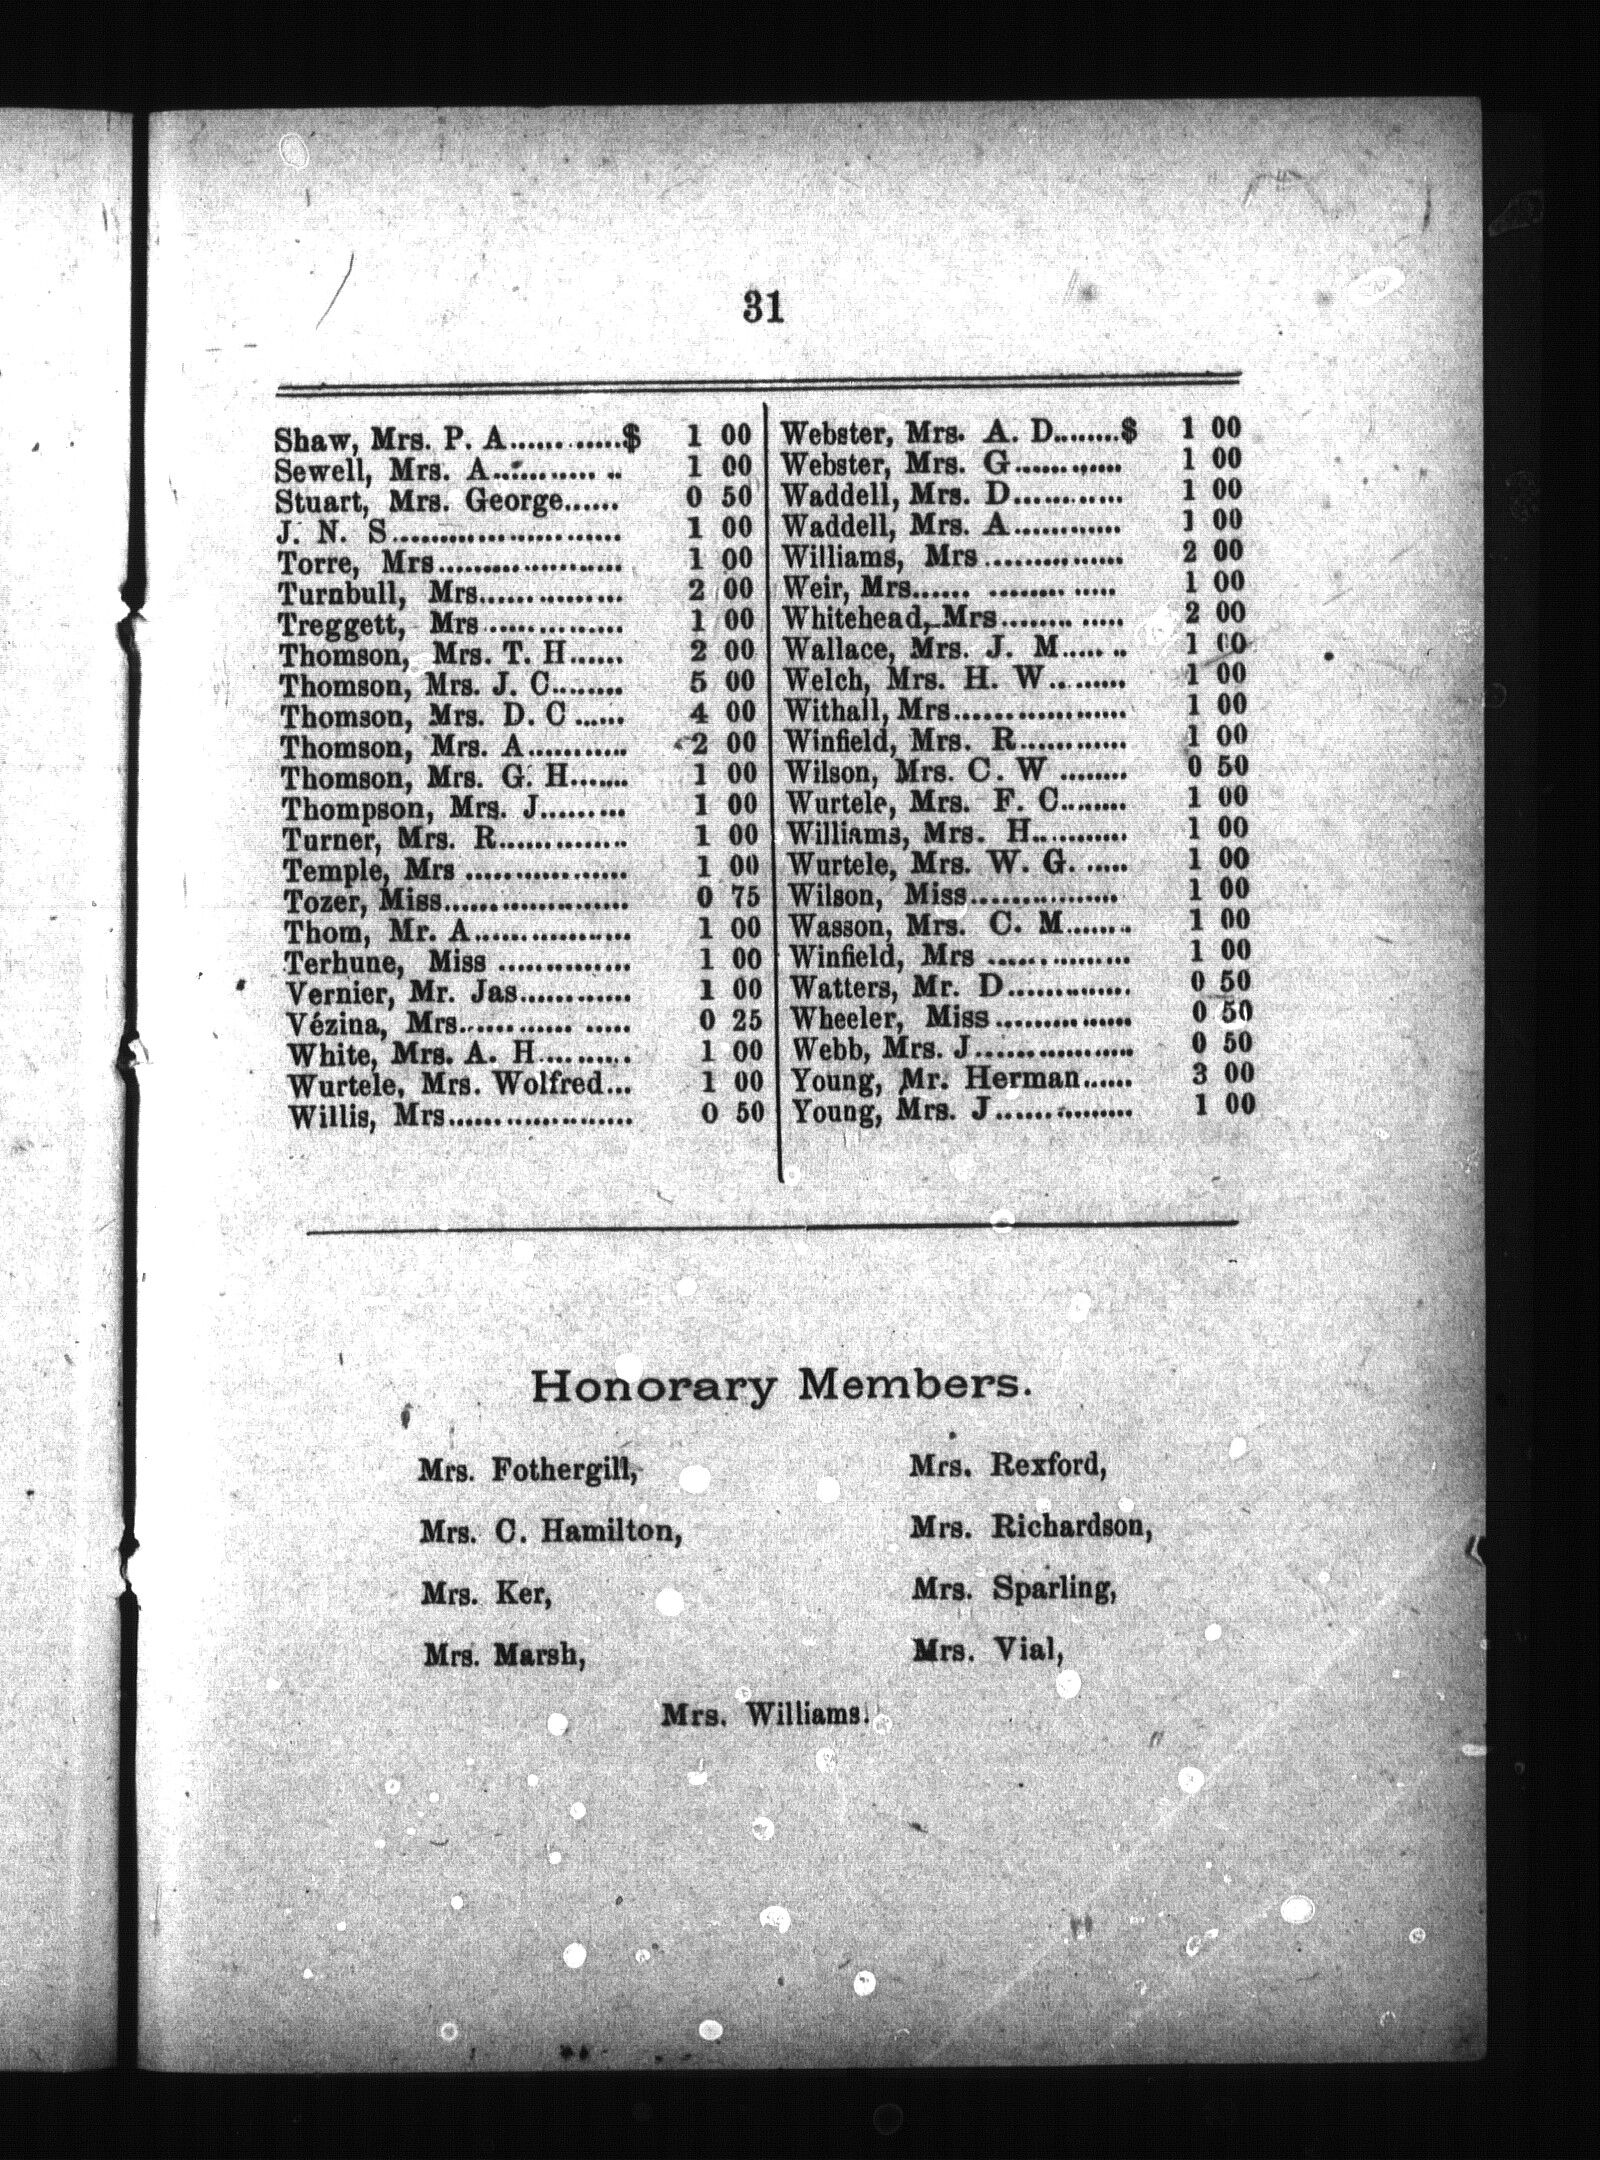 31
Shaw, Mrs. P. A............$ 1 00
Sewell, Mrs. A............ 1 00
Stuart, Mrs. George...... 0 50
J. N. S........................ 1 00
Torre, Mrs.................... 1 00
Turnbull, Mrs............... 2 00
Treggett, Mrs............... 1 00
Thomson, Mrs. T. H...... 2 00
Thomson, Mrs. J. C........ 5 00
Thomson, Mrs. D. C...... 4 00
Thomson, Mrs. A........... 2 00
Thomson, Mrs. G. H....... 1 00
Thompson, Mrs. J......... 1 00
Turner, Mrs. R.............. 1 00
Temple, Mrs ................. 1 00
Tozer, Miss.................... 0 75
Thom, Mr. A................. 1 00
Terhune, Miss .............. 1 00
Vernier, Mr. Jas............ 1 00
Vézina, Mrs............ ..... 0 25
White, Mrs. A. H.......... 1 00
Wurtele, Mrs. Wolfred... 1 00
Willis, Mrs.................... 0 50
Webster, Mrs. A. D........$ 1 00
Webster, Mrs. G............ 1 00
Waddell, Mrs. D............ 1 00
Waddell, Mrs. A............ 1 00
Williams, Mrs ............... 2 00
Weir, Mrs...... ........ ..... 1 00
Whitehead, Mrs........ ..... 2 00
Wallace, Mrs. J. M..... .. 1 00
Welch, Mrs. H. W......... 1 00
Withall, Mrs.................. 1 00
Winfield, Mrs. R............ 1 00
Wilson, Mrs. C. W ........ 0 50
Wurtele, Mrs. F. C........ 1 00
Williams, Mrs. H........... 1 00
Wurtele, Mrs. W. G. ..... 1 00
Wilson, Miss................ 1 00
Wasson, Mrs. C. M........ 1 00
Winfield, Mrs ............... 1 00
Watters, Mr. D.............. 0 50
Wheeler, Miss............... 0 50
Webb, Mrs. J................. 0 50
Young, Mr. Herman...... 3 00
Young, Mrs. J............... 1 00
Honorary Members.
Mrs. Fothergill,
Mrs. C. Hamilton,
Mrs. Ker,
Mrs. Marsh,
Mrs. Rexford,
Mrs. Richardson,
Mrs. Sparling,
Mrs. Vial,
Mrs. Williams.